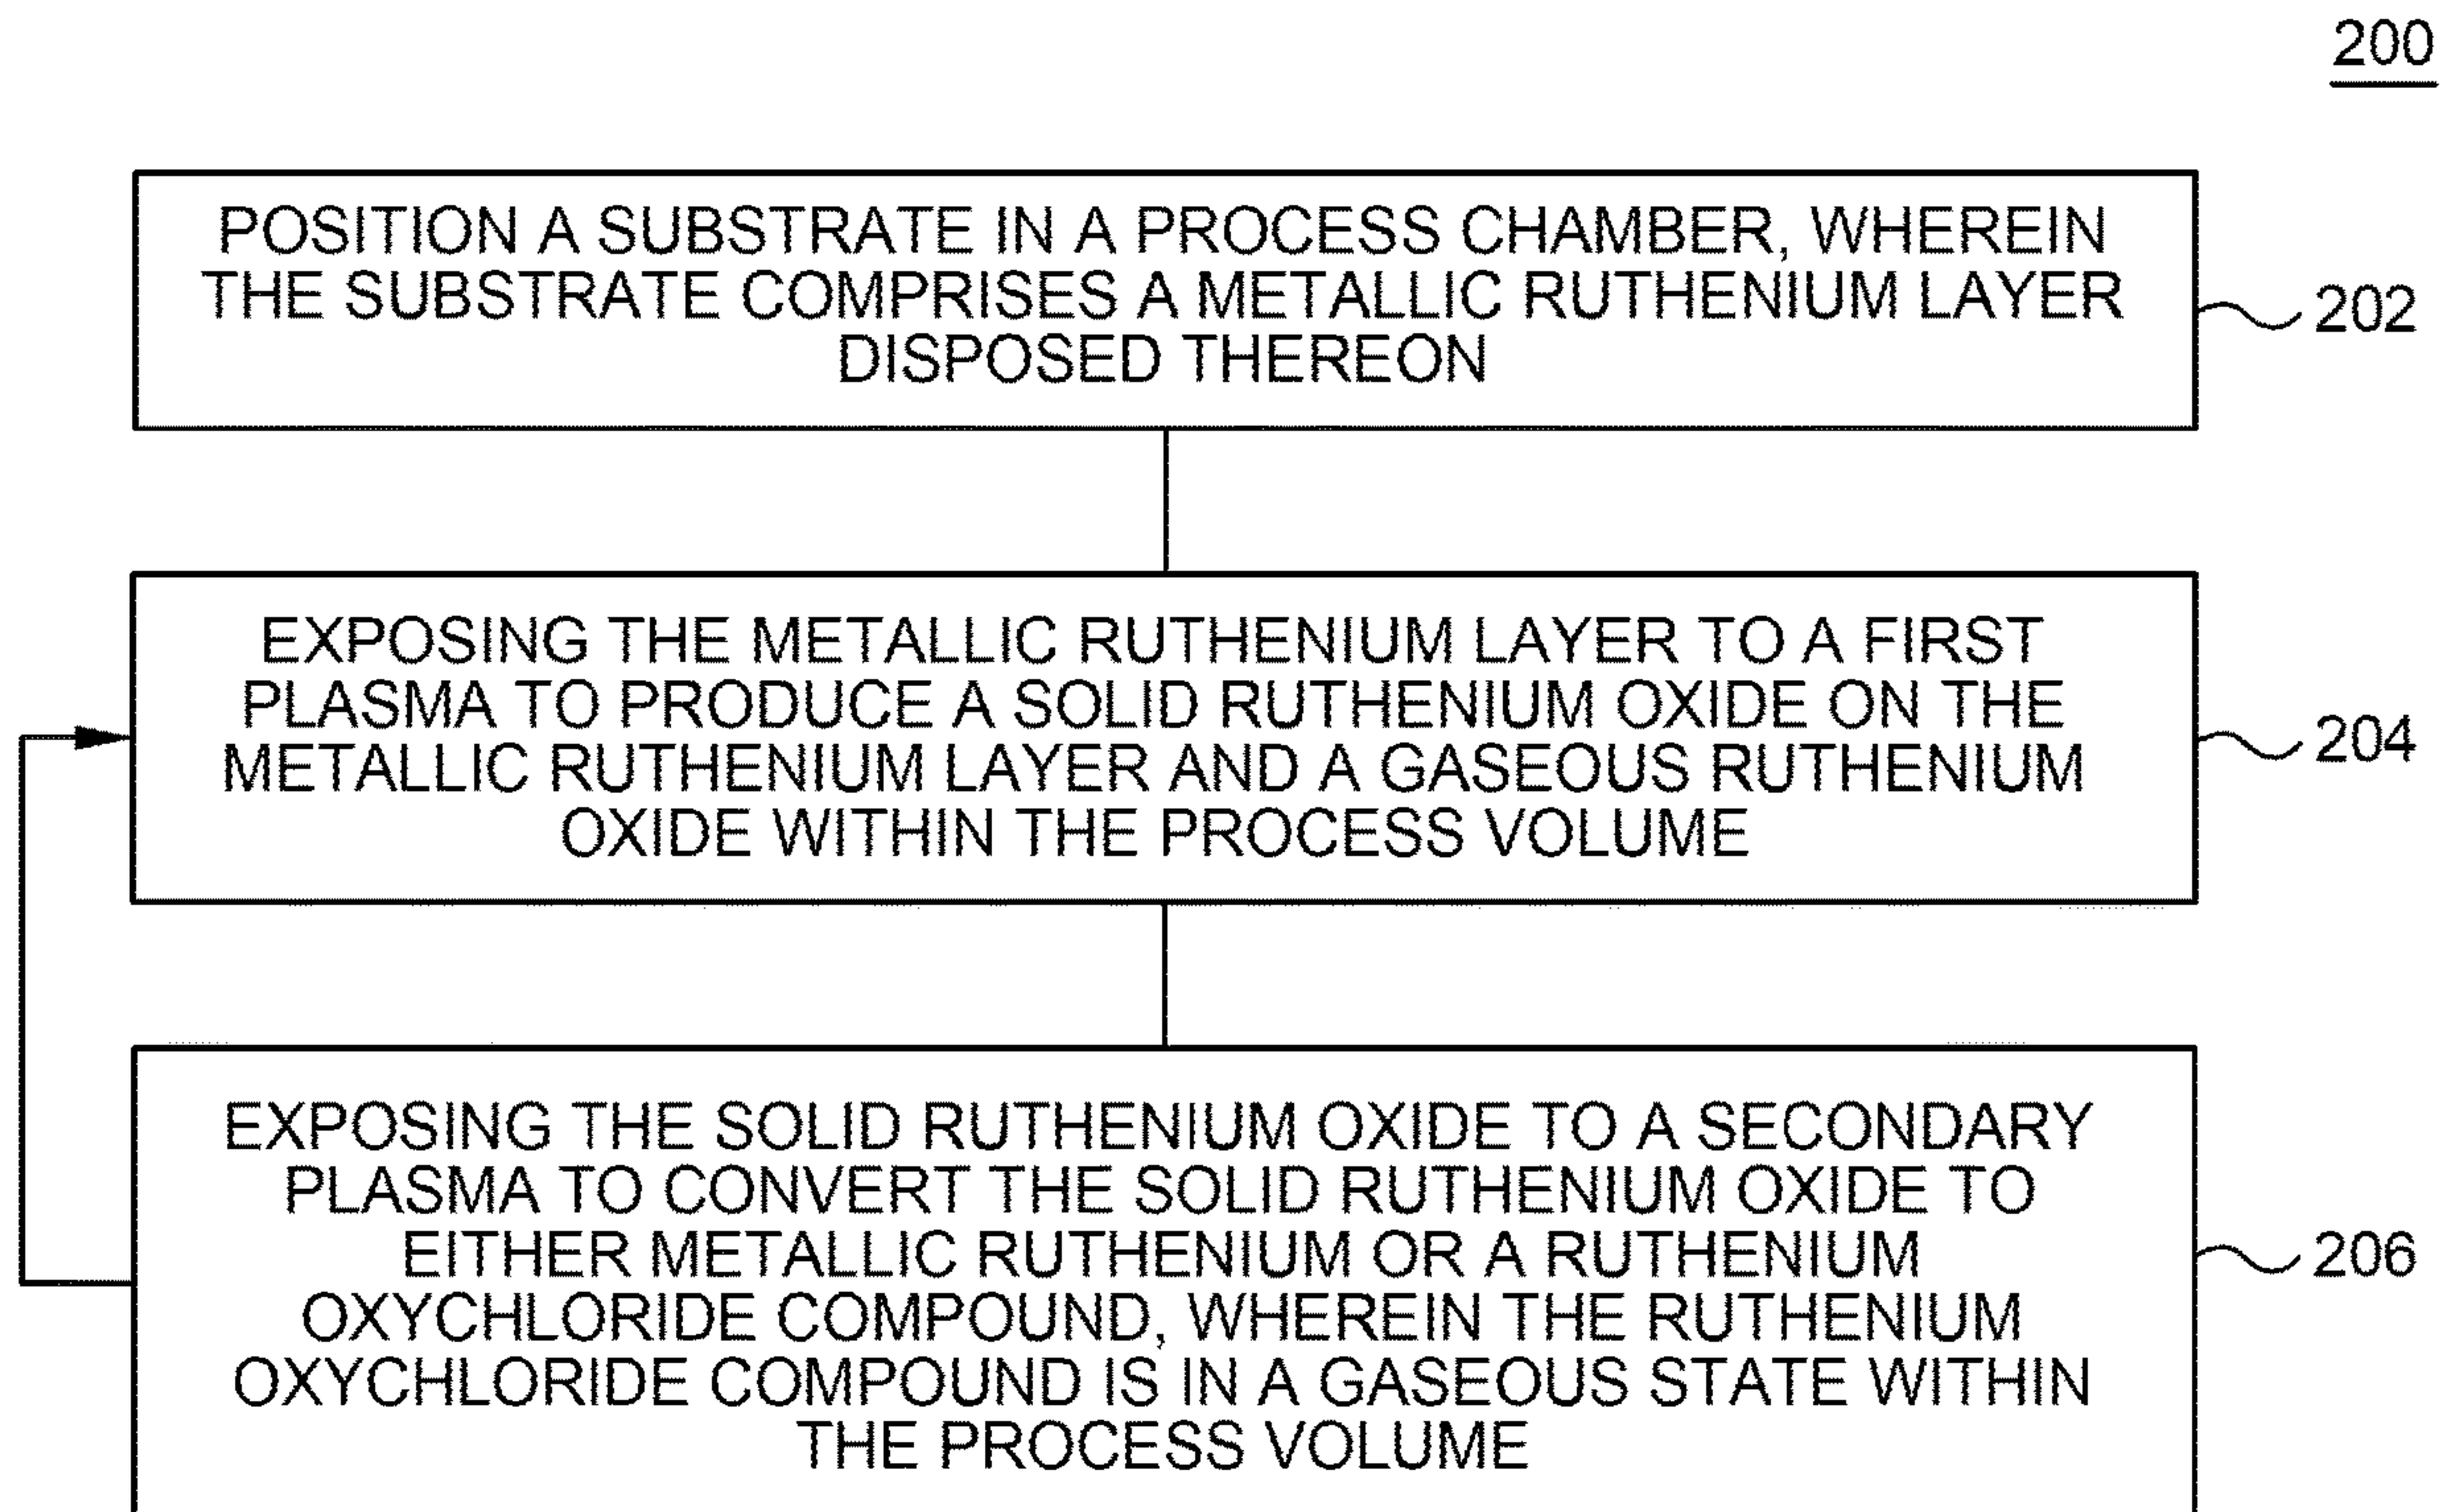 200
POSITION A SUBSTRATE IN A PROCESS CHAMBER, WHEREIN
THE SUBSTRATE COMPRISES A METALLIC RUTHENIUM LAYER
DISPOSED THEREON
202
EXPOSING THE METALLIC RUTHENIUM LAYER TO A FIRST
PLASMA TO PRODUCE A SOLID RUTHENIUM OXIDE ON THE
METALLIC RUTHENIUM LAYER AND A GASEOUS RUTHENIUM
OXIDE WITHIN THE PROCESS VOLUME
204
EXPOSING THE SOLID RUTHENIUM OXIDE TO A SECONDARY
PLASMA TO CONVERT THE SOLID RUTHENIUM OXIDE TO
EITHER METALLIC RUTHENIUM OR A RUTHENIUM
OXYCHLORIDE COMPOUND, WHEREIN THE RUTHENIUM
OXYCHLORIDE COMPOUND IS IN A GASEOUS STATE WITHIN
THE PROCESS VOLUME
206